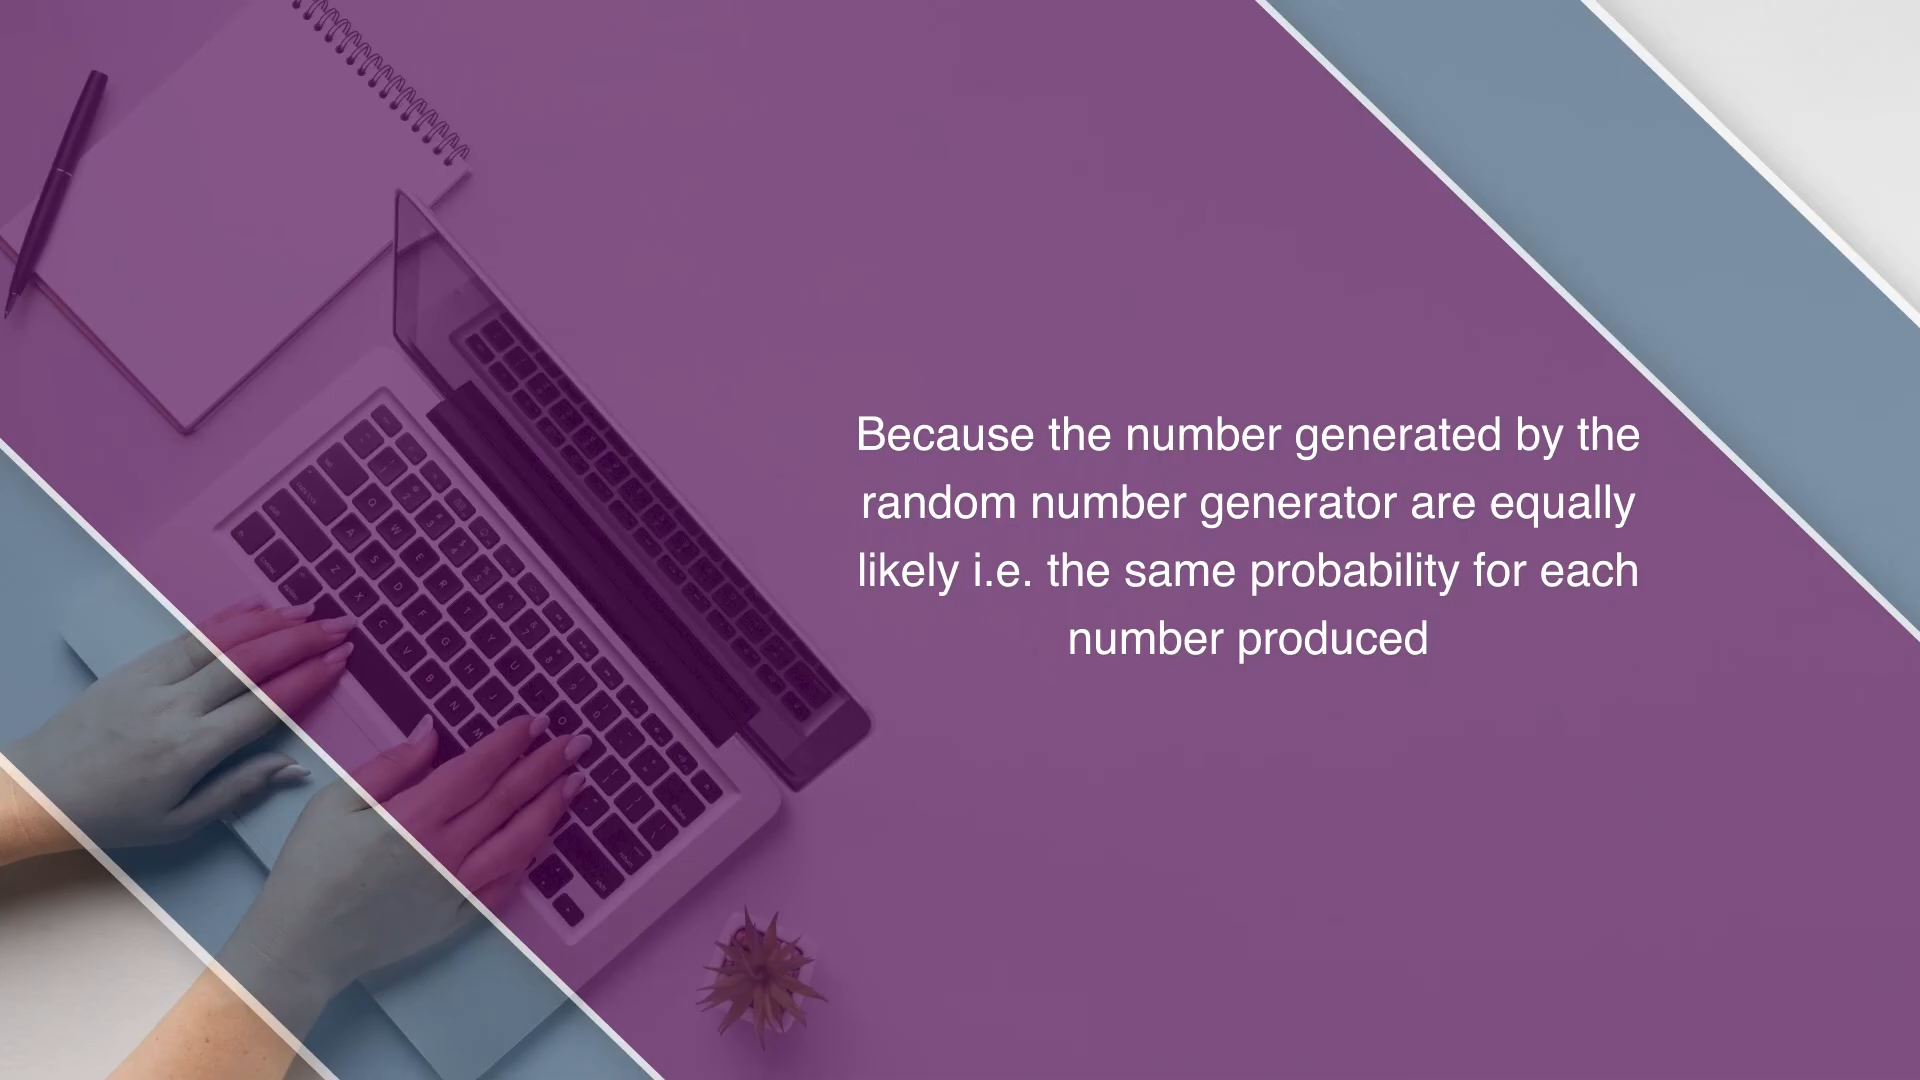 Because the number generated by the
random number generator are equally
likely i.e. the same probability for each
number produced